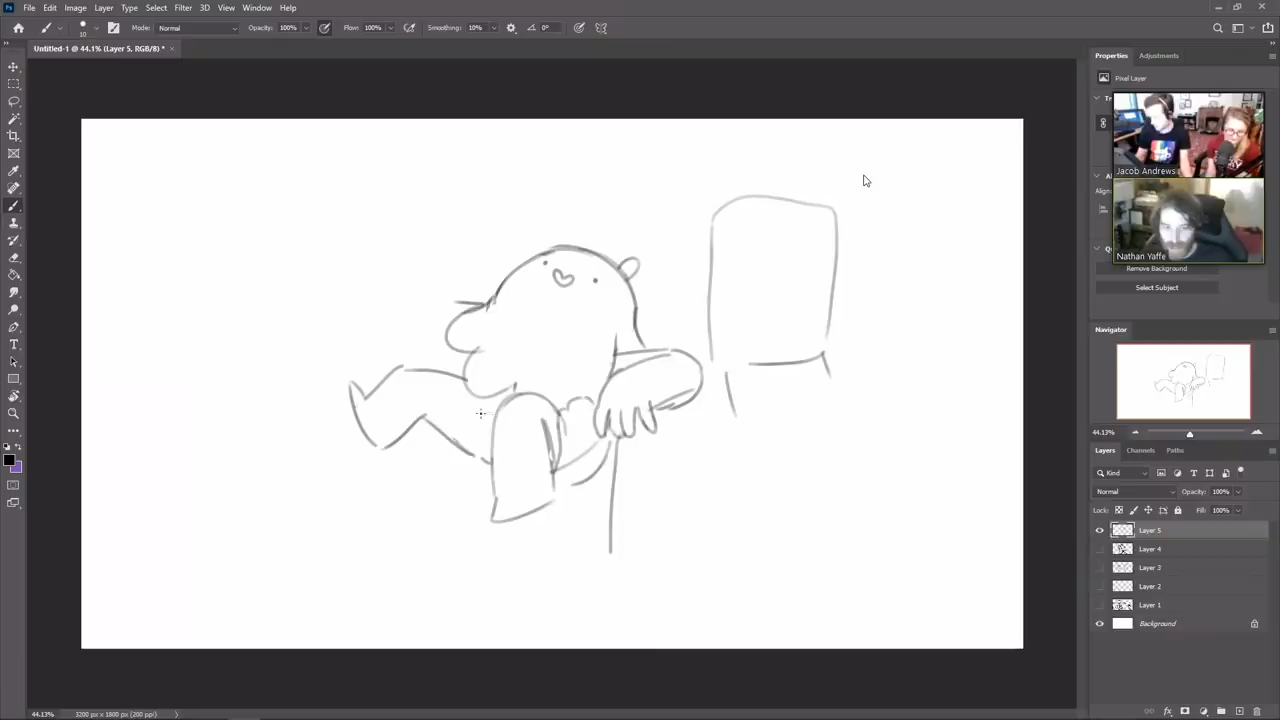 Ps File Edit Image Layer Type Select Filter 3D View Window Help
10 Mode: Normal Opacity: 100% Flow: 100% Smoothing: 10% 0°
Untitled-1 @ 44.1% (Layer 5, RGB/8) * ×
Properties Adjustments
Pixel Layer
Jacob Andrews
Nathan Yaffe
Remove Background
Select Subject
Navigator
44.13%
Layers Channels Paths
Kind
Normal Opacity: 100%
Lock: Fill: 100%
Layer 5
Layer 4
Layer 3
Layer 2
Layer 1
Background
44.13% 3200 px x 1800 px (200 ppi)